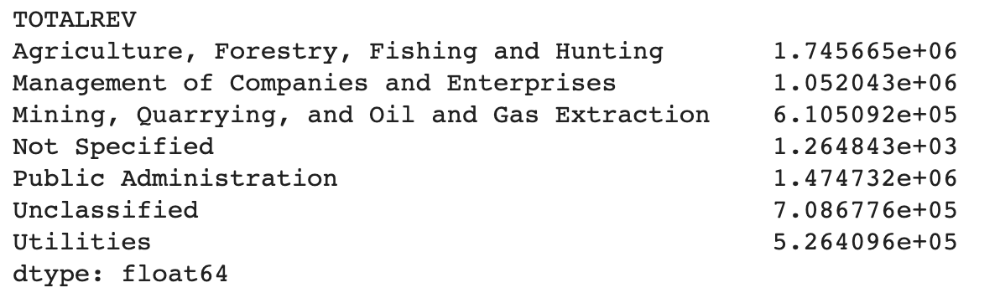 TOTALREV
Agriculture, Forestry, Fishing and Hunting 1.745665e+06
Management of Companies and Enterprises 1.052043e+06
Mining, Quarrying, and Oil and Gas Extraction 6.105092e+05
Not Specified 1.264843e+03
Public Administration 1.474732e+06
Unclassified 7.086776e+05
Utilities 5.264096e+05
dtype: float64